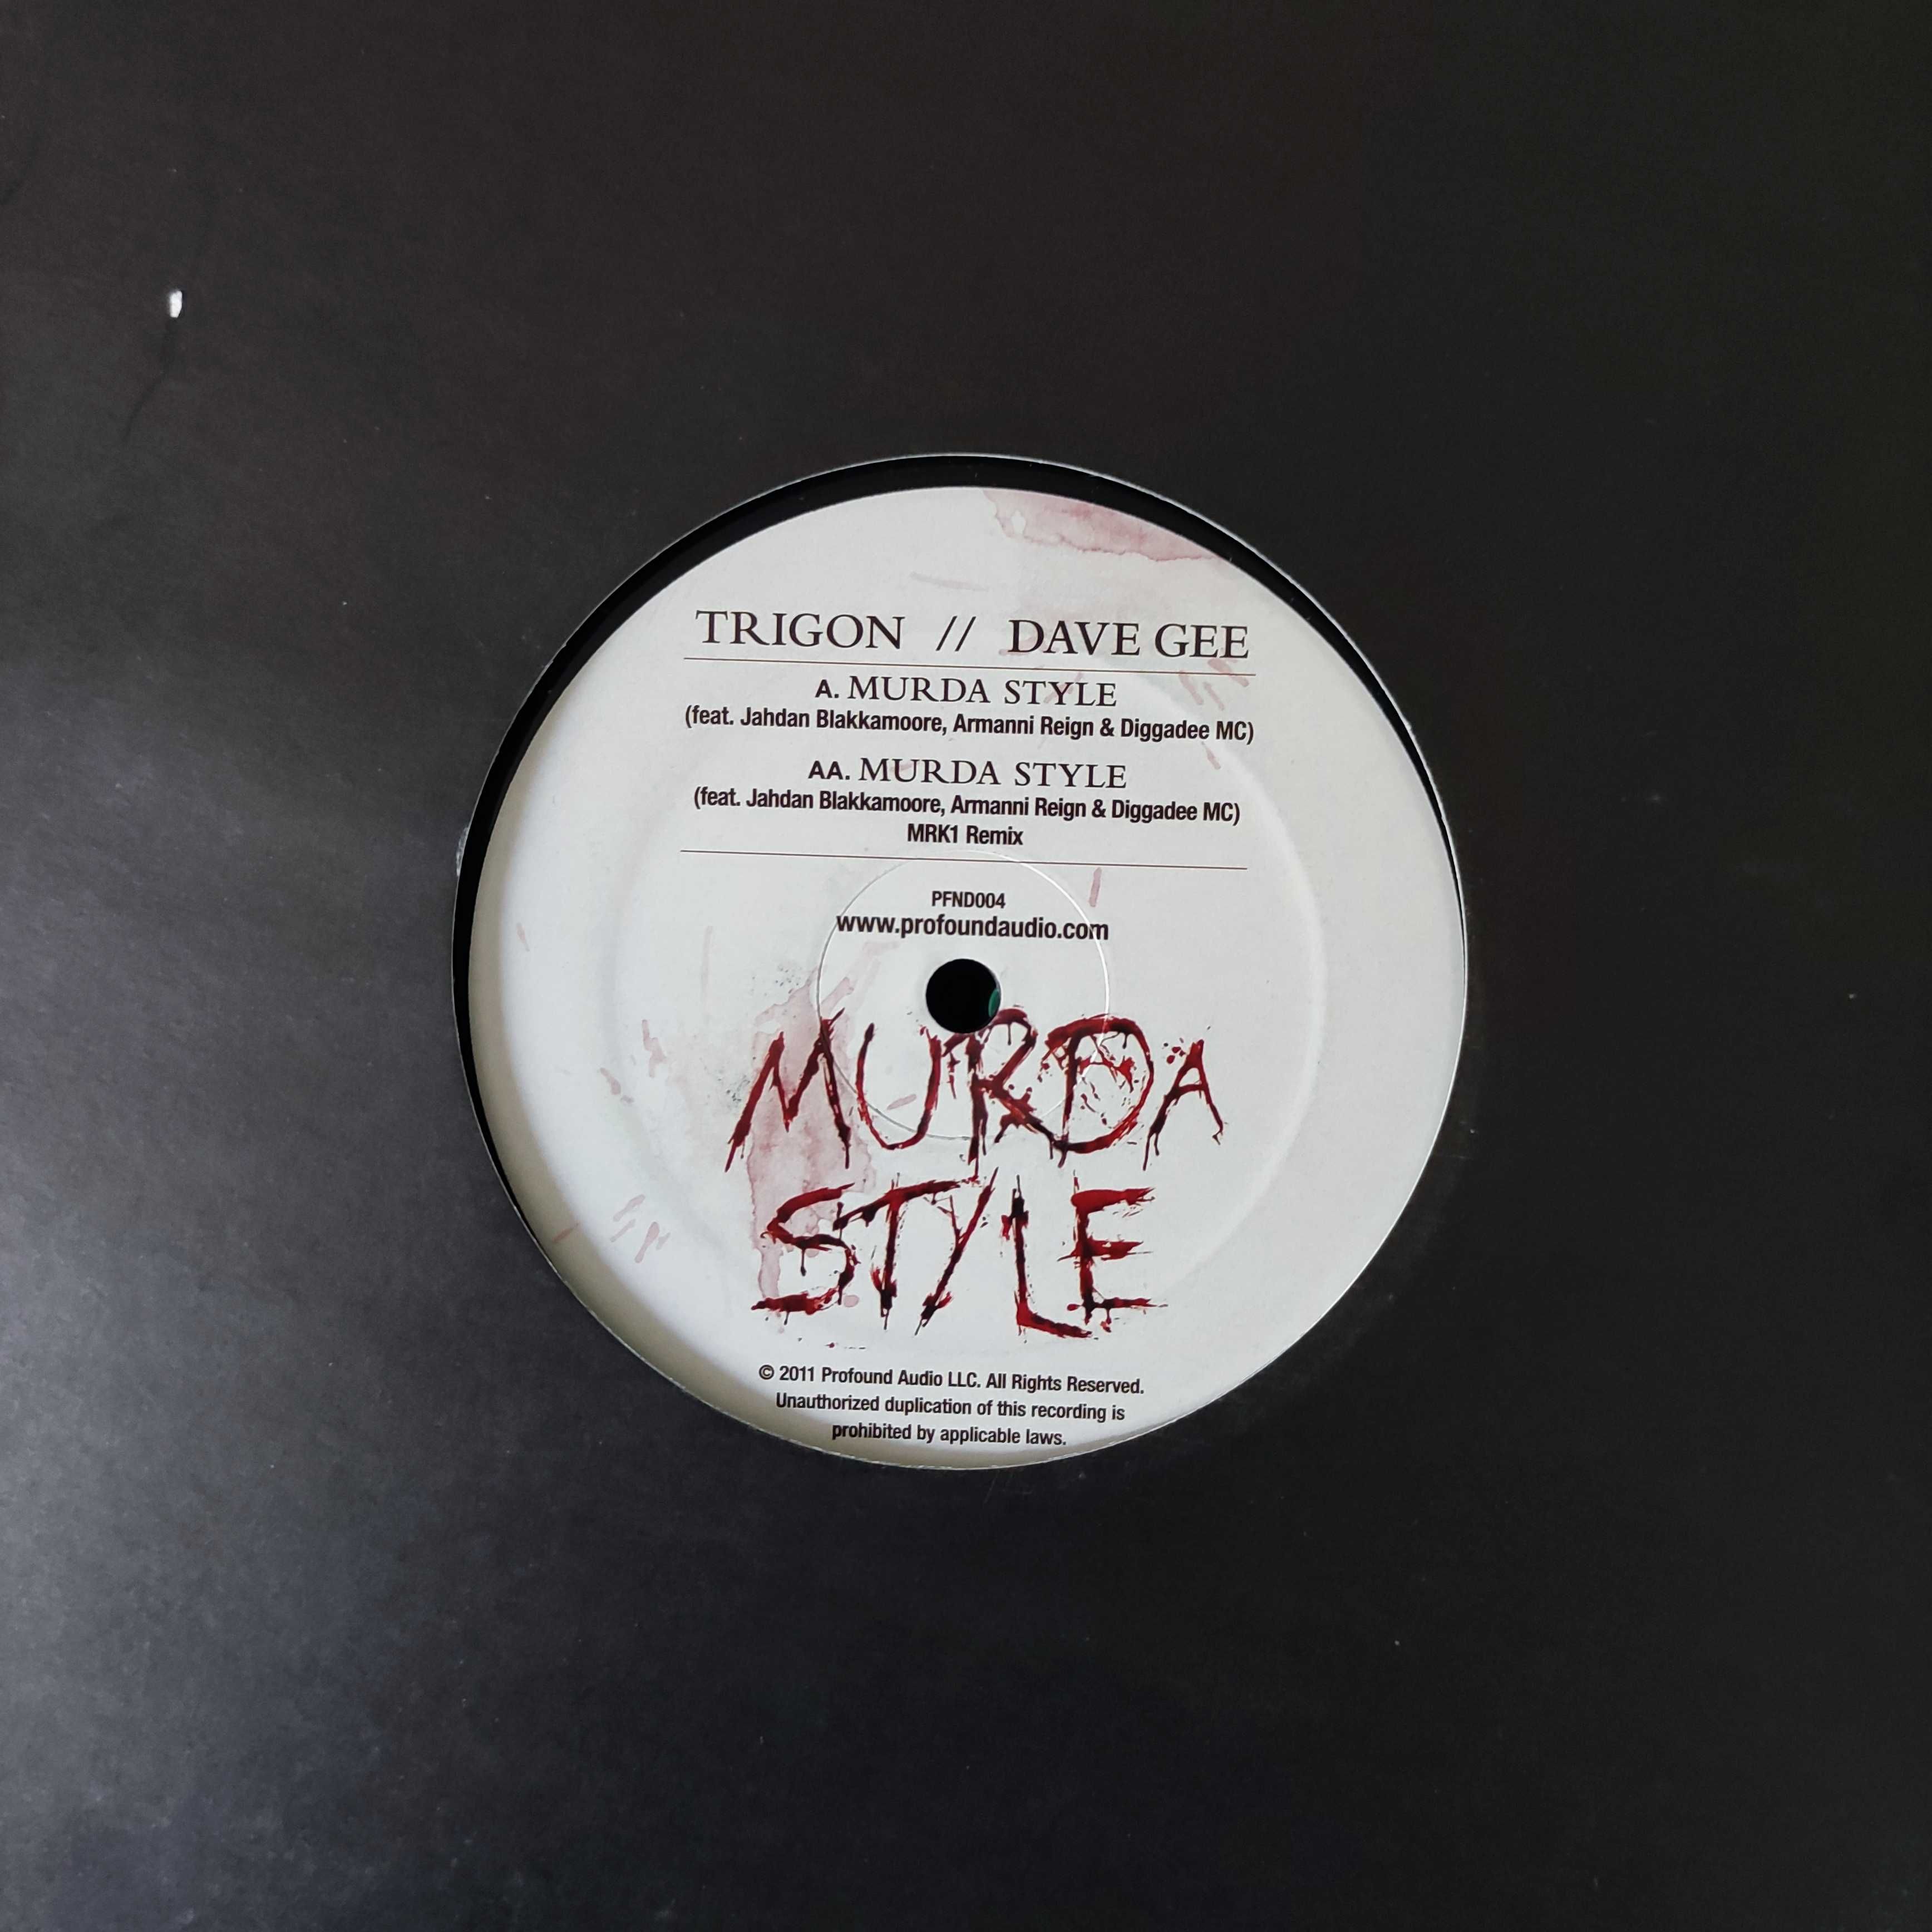 TRIGON // DAVE GEE
A. MURDA STYLE
(feat. Jahdan Blakkamoore, Armanni Reign & Diggadee MC)
AA. MURDA STYLE
(feat. Jahdan Blakkamoore, Armanni Reign & Diggadee MC)
MRK1 Remix
PFND004
www.profoundaudio.com
MURDA
STYLE
© 2011 Profound Audio LLC. All Rights Reserved.
Unauthorized duplication of this recording is
prohibited by applicable laws.